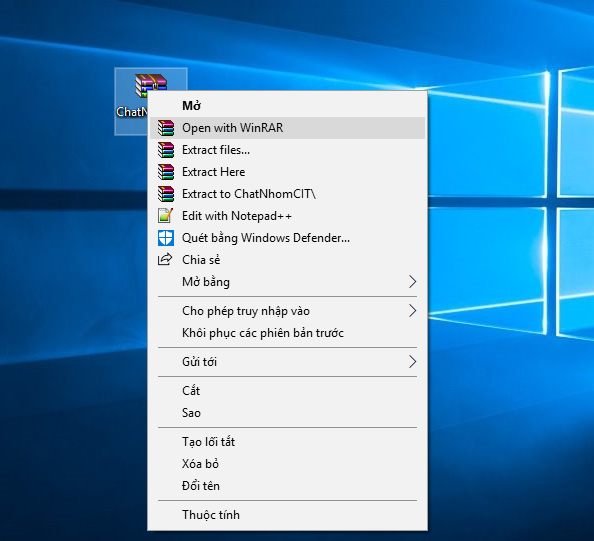 ChatN
Mở
Open with WinRAR
Extract files...
Extract Here
Extract to ChatNhomCIT\
Edit with Notepad++
Quét bằng Windows Defender...
Chia sẻ
Mở bằng
Cho phép truy nhập vào
Khôi phục các phiên bản trước
Gửi tới
Cắt
Sao
Tạo lối tắt
Xóa bỏ
Đổi tên
Thuộc tính